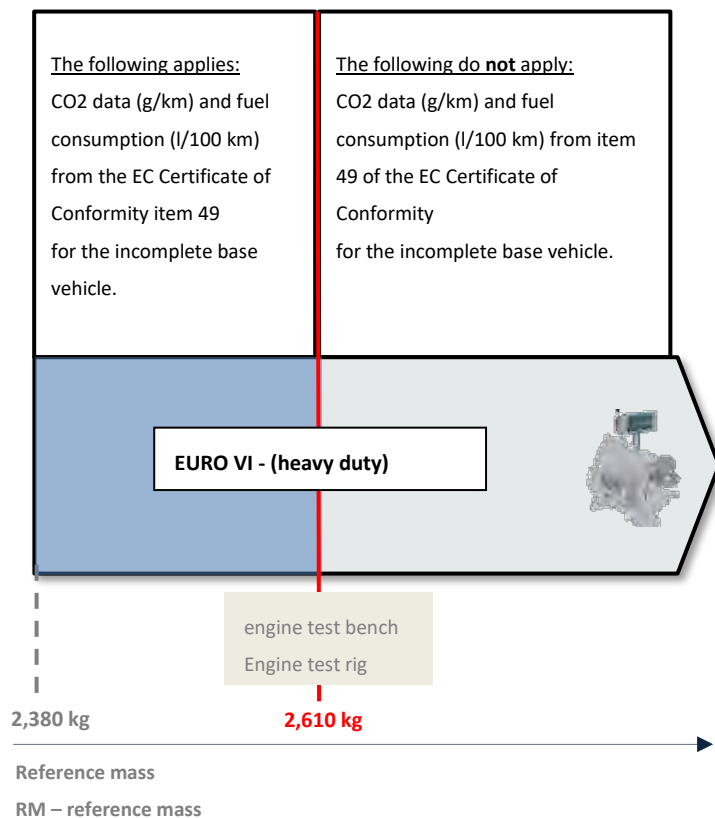 The following applies:
CO2 data (g/km) and fuel
consumption (l/100 km)
from the EC Certificate of
Conformity item 49
for the incomplete base
vehicle.
The following do not apply:
CO2 data (g/km) and fuel
consumption (l/100 km) from item
49 of the EC Certificate of
Conformity
for the incomplete base vehicle.
EURO VI - (heavy duty)
engine test bench
Engine test rig
2,380 kg
2,610 kg
Reference mass
RM – reference mass